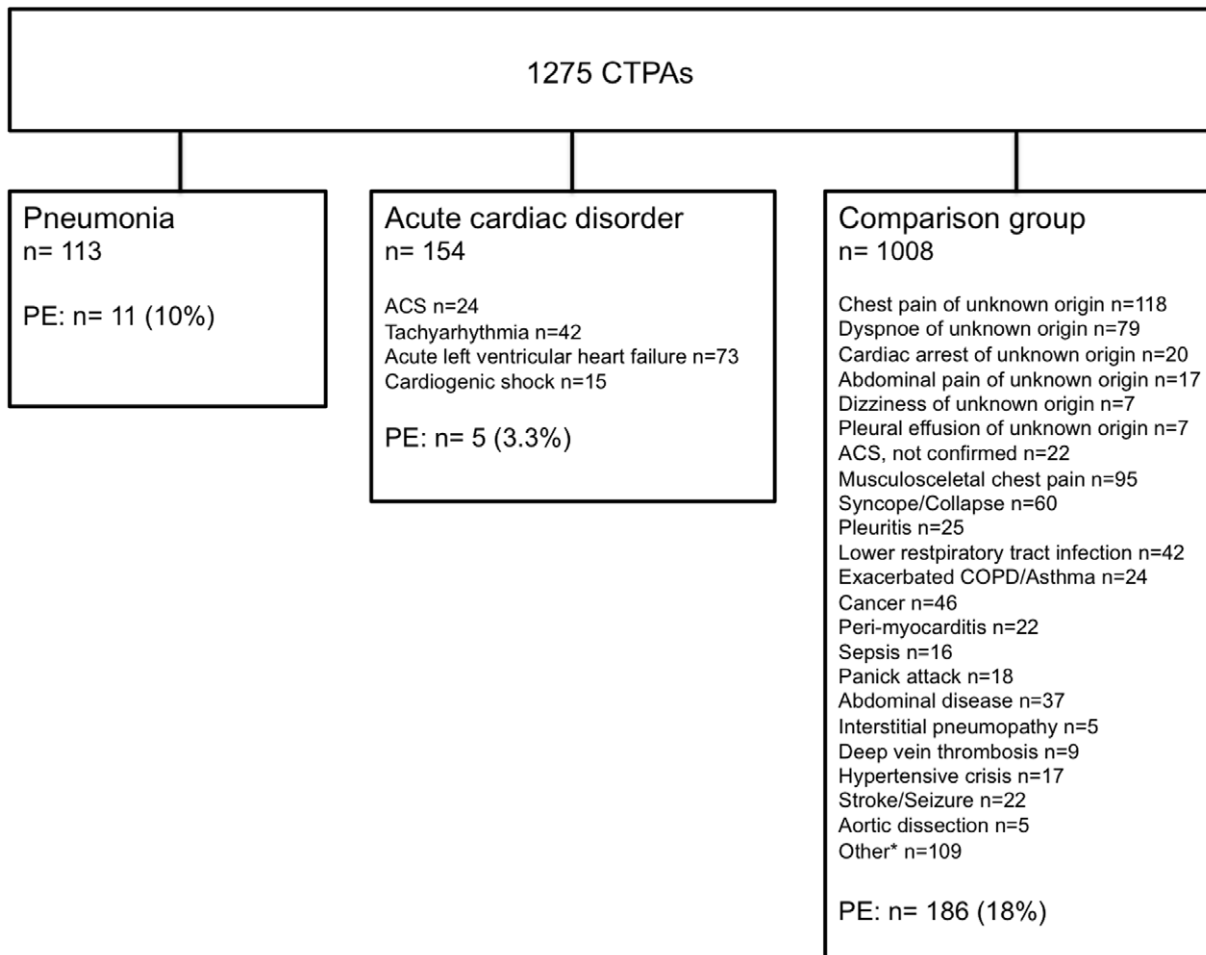 1275 CTPAs
Pneumonia
n= 113
PE: n= 11 (10%)
Acute cardiac disorder
n= 154
ACS n=24
Tachyarhythmia n=42
Acute left ventricular heart failure n=73
Cardiogenic shock n=15
PE: n= 5 (3.3%)
Comparison group
n= 1008
Chest pain of unknown origin n=118
Dyspnoe of unknown origin n=79
Cardiac arrest of unknown origin n=20
Abdominal pain of unknown origin n=17
Dizziness of unknown origin n=7
Pleural effusion of unknown origin n=7
ACS, not confirmed n=22
Musculosceletal chest pain n=95
Syncope/Collapse n=60
Pleuritis n=25
Lower restpiratory tract infection n=42
Exacerbated COPD/Asthma n=24
Cancer n=46
Peri-myocarditis n=22
Sepsis n=16
Panick attack n=18
Abdominal disease n=37
Interstitial pneumopathy n=5
Deep vein thrombosis n=9
Hypertensive crisis n=17
Stroke/Seizure n=22
Aortic dissection n=5
Other* n=109
PE: n= 186 (18%)